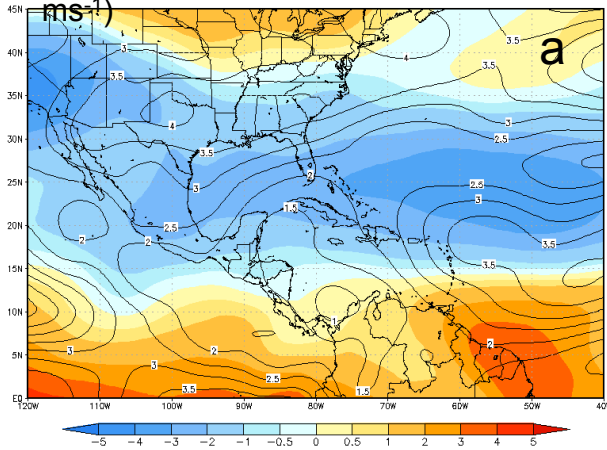 ms⁻¹)
a
45N
40N
35N
30N
25N
20N
15N
10N
5N
EQ
3 3.5 4 3.5
3.5
4 3
3.5 2.5
3 2 2.5
1.5 3
2 2.5 3.5
2
3.5
1
3 2 2
3 2.5
3.5 1.5
120W 110W 100W 90W 80W 70W 60W 50W 40W
-5 -4 -3 -2 -1 -0.5 0 0.5 1 2 3 4 5